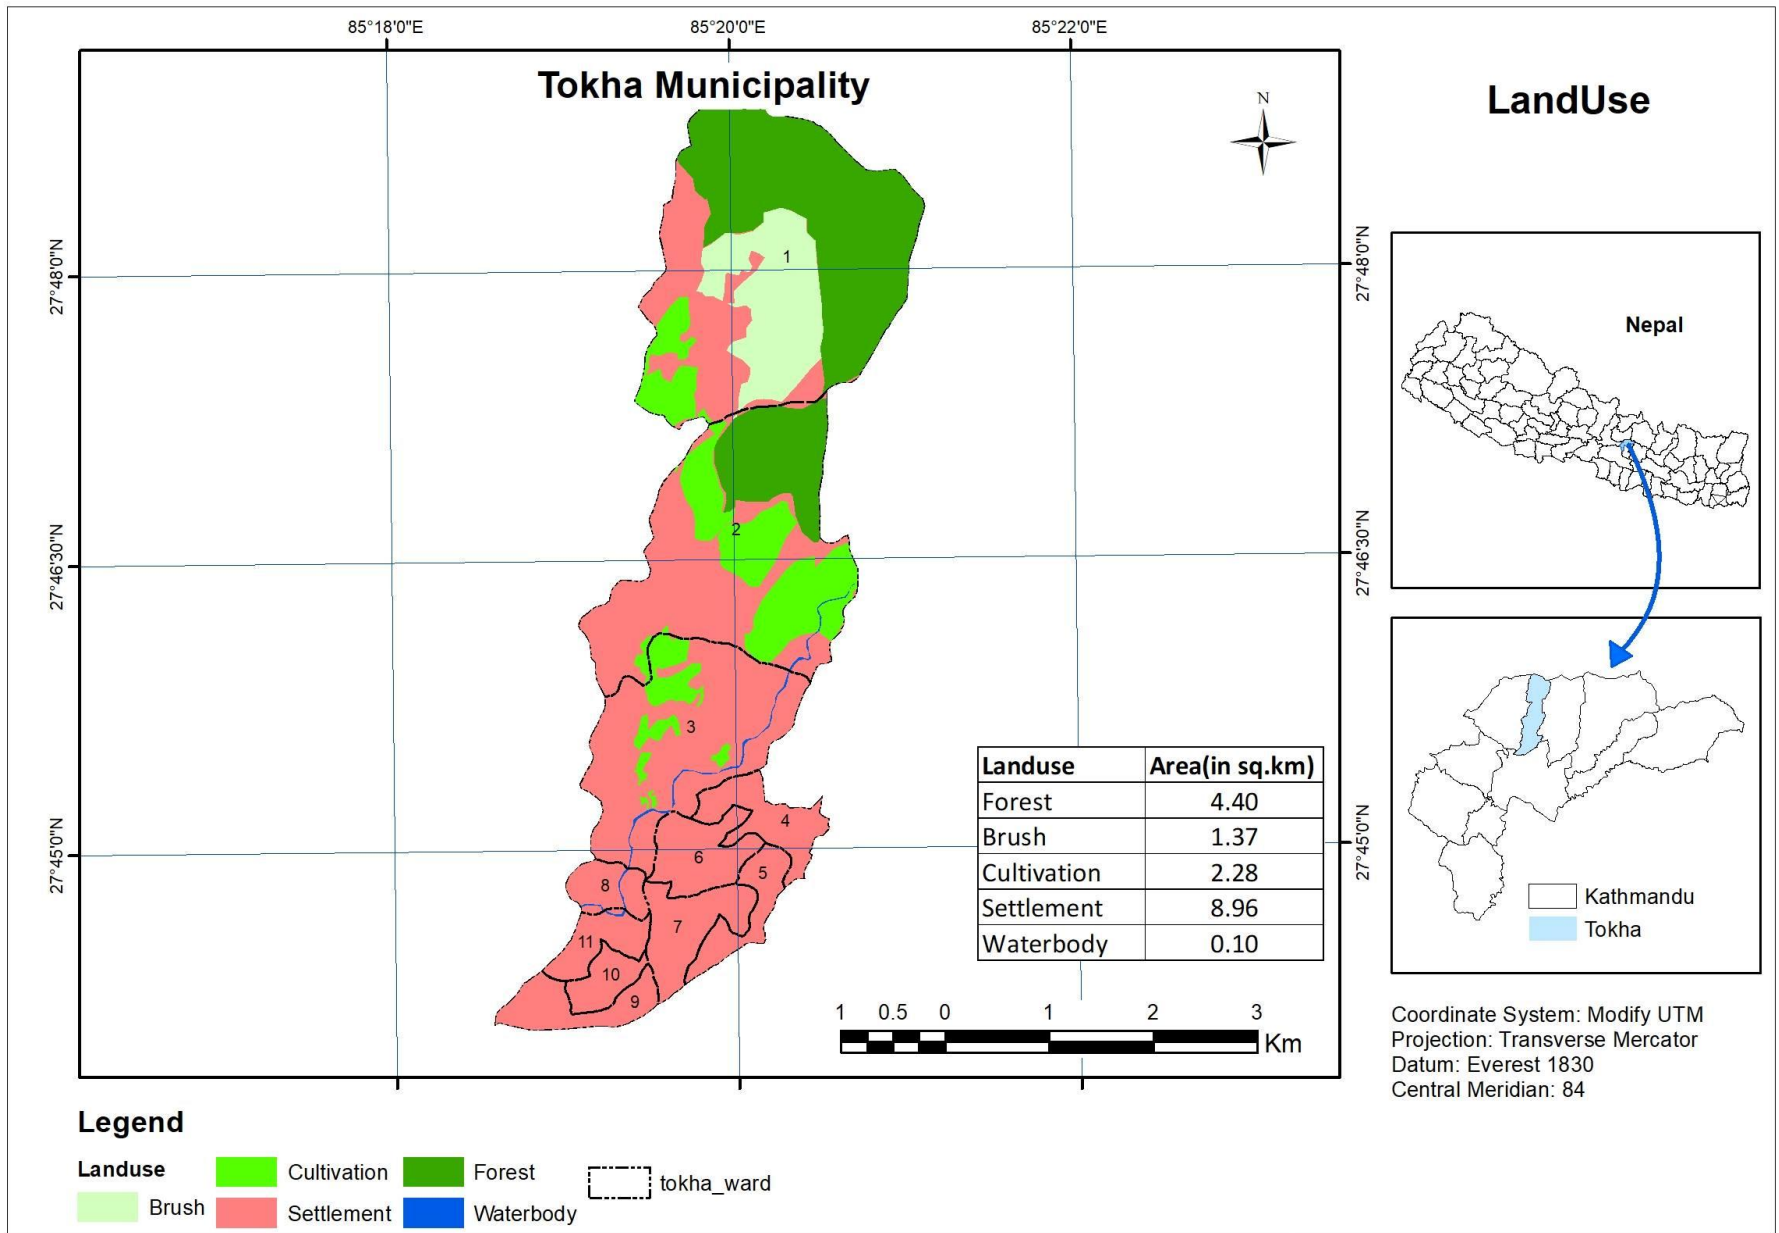 85°18'0"E
85°20'0"E
85°22'0"E
Tokha Municipality
N
LandUse
27°48'0"N
27°46'30"N
27°45'0"N
27°48'0"N
27°46'30"N
27°45'0"N
1
2
3
4
6
5
8
7
11
10
9
Landuse Area(in sq.km)
Forest 4.40
Brush 1.37
Cultivation 2.28
Settlement 8.96
Waterbody 0.10
1 0.5 0 1 2 3
Km
Nepal
Kathmandu
Tokha
Coordinate System: Modify UTM
Projection: Transverse Mercator
Datum: Everest 1830
Central Meridian: 84
Legend
Landuse
Brush
Cultivation
Settlement
Forest
Waterbody
tokha_ward